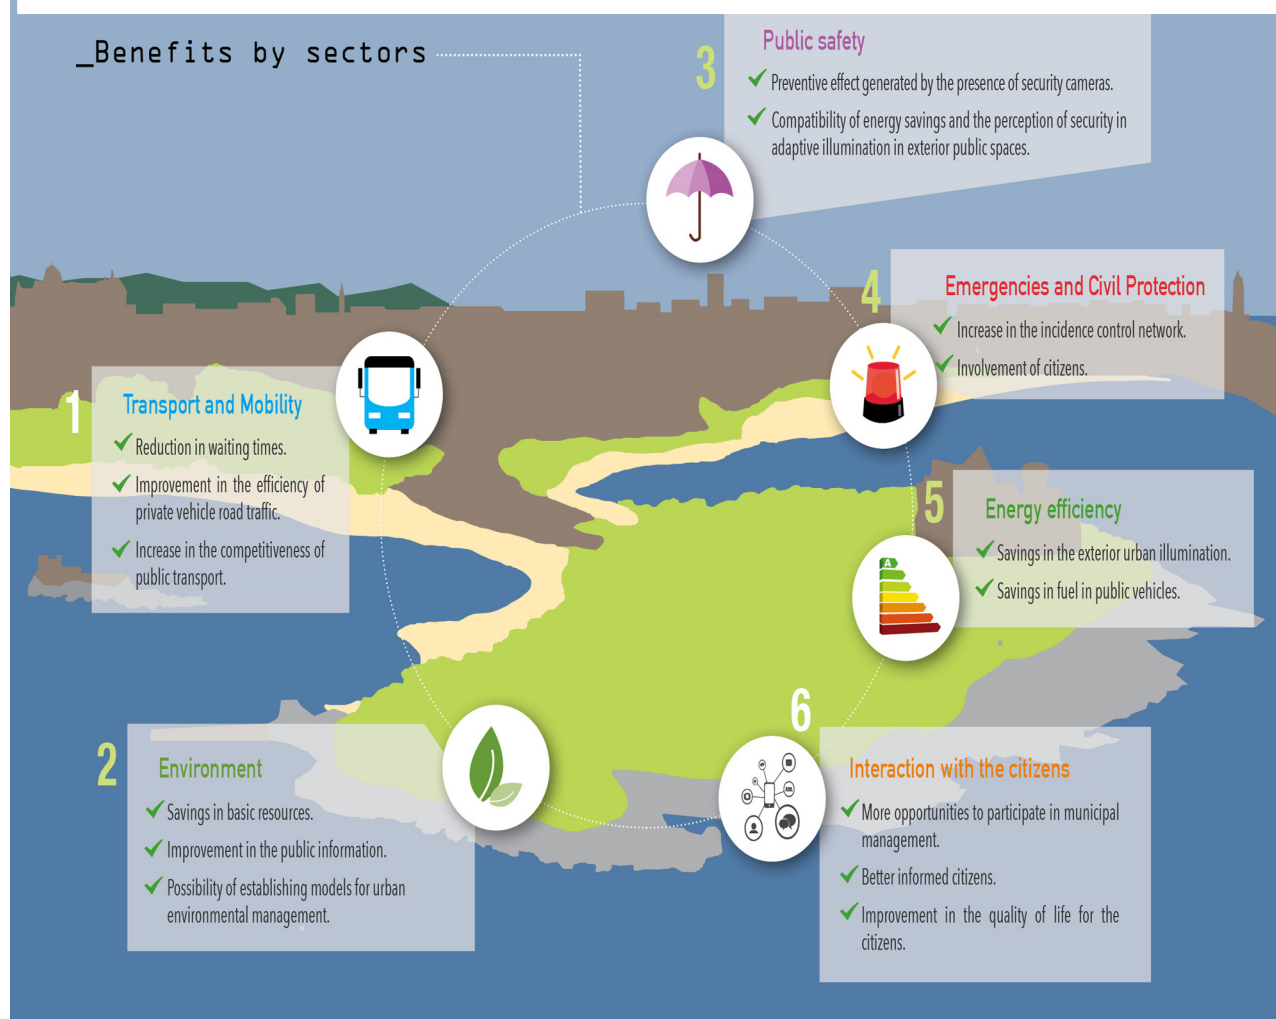 _Benefits by sectors
1
Transport and Mobility
Reduction in waiting times.
Improvement in the efficiency of
private vehicle road traffic.
Increase in the competitiveness of
public transport.
2
Environment
Savings in basic resources.
Improvement in the public information.
Possibility of establishing models for urban
environmental management.
3
Public safety
Preventive effect generated by the presence of security cameras.
Compatibility of energy savings and the perception of security in
adaptive illumination in exterior public spaces.
4
Emergencies and Civil Protection
Increase in the incidence control network.
Involvement of citizens.
5
Energy efficiency
Savings in the exterior urban illumination.
Savings in fuel in public vehicles.
A
6
Interaction with the citizens
More opportunities to participate in municipal
management.
Better informed citizens.
Improvement in the quality of life for the
citizens.